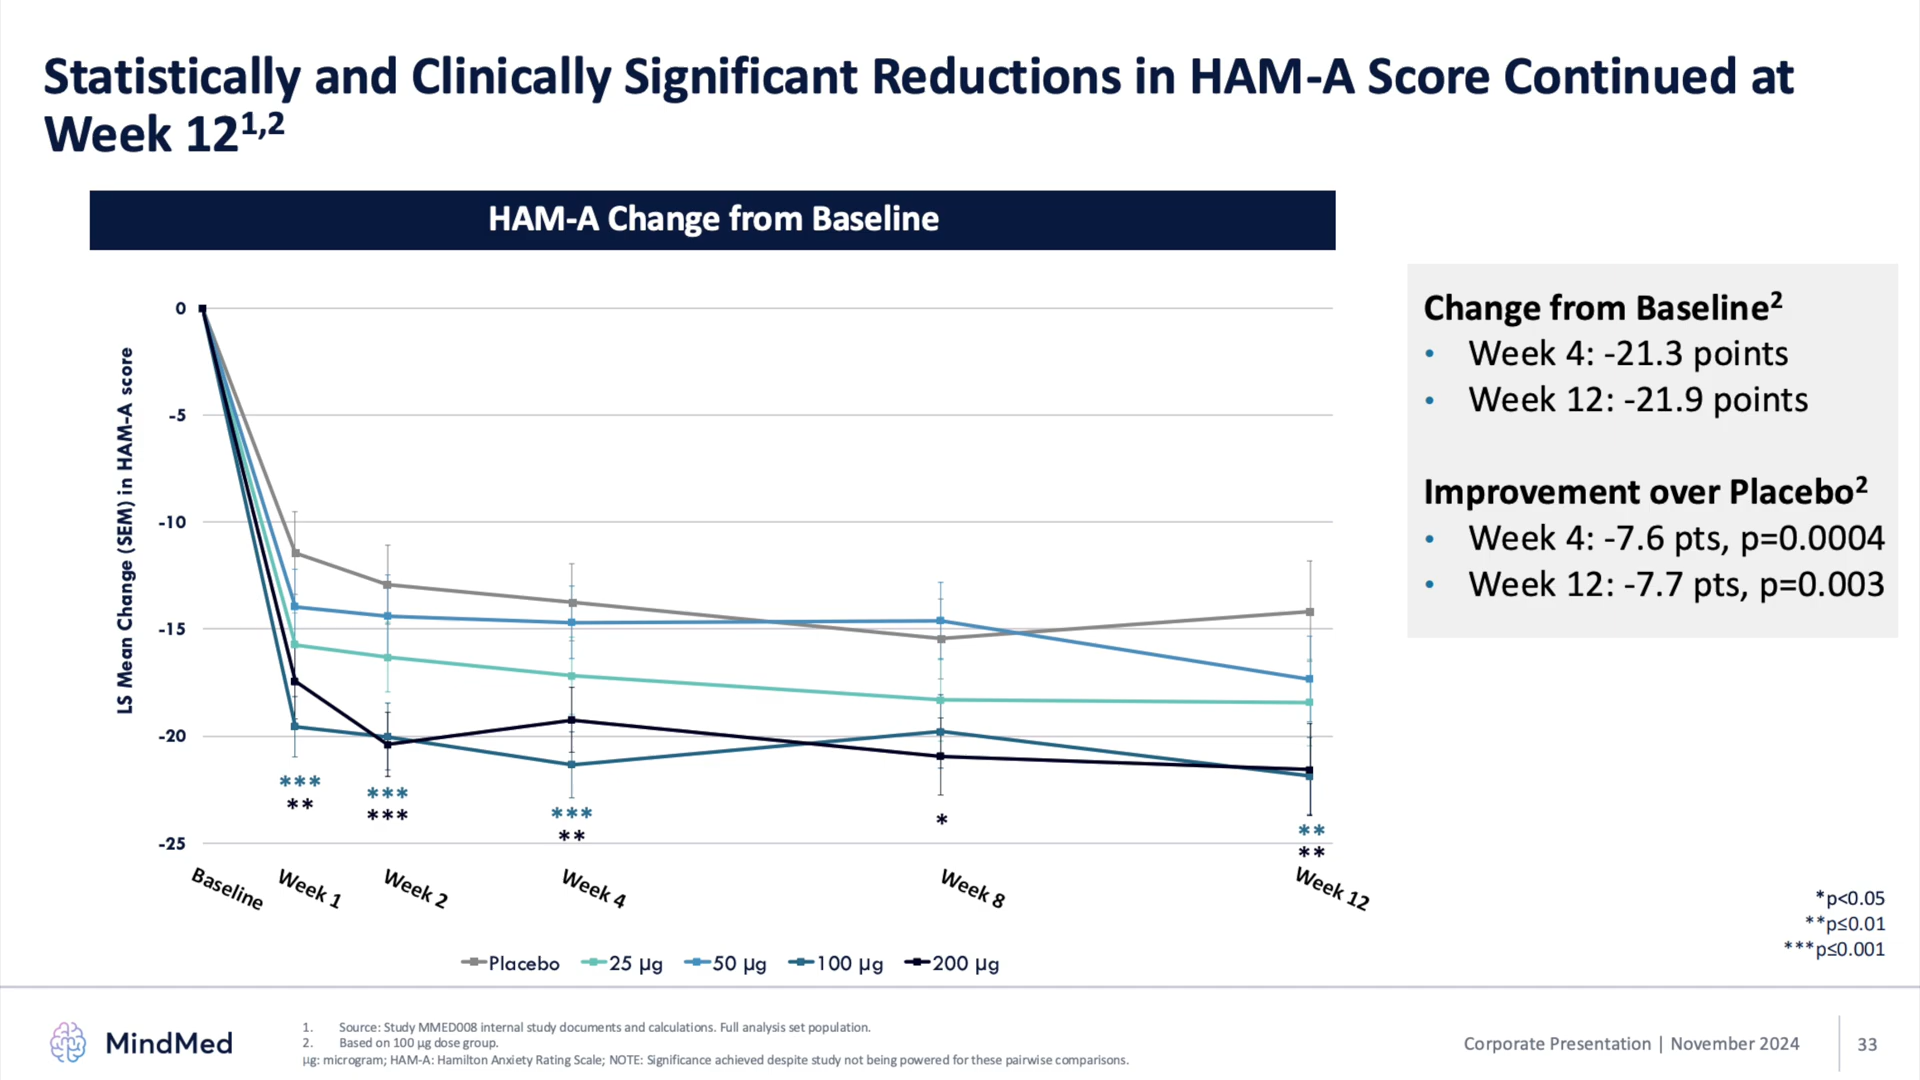 Statistically and Clinically Significant Reductions in HAM-A Score Continued at
Week 12¹,²
HAM-A Change from Baseline
LS Mean Change (SEM) in HAM-A score
0
-5
-10
-15
-20
-25
***
**
***
***
***
**
*
**
**
Baseline
Week 1
Week 2
Week 4
Week 8
Week 12
Placebo
25 µg
50 µg
100 µg
200 µg
Change from Baseline²
• Week 4: -21.3 points
• Week 12: -21.9 points
Improvement over Placebo²
• Week 4: -7.6 pts, p=0.0004
• Week 12: -7.7 pts, p=0.003
*p<0.05
**p≤0.01
***p≤0.001
MindMed
1. Source: Study MMED008 internal study documents and calculations. Full analysis set population.
2. Based on 100 µg dose group.
µg: microgram; HAM-A: Hamilton Anxiety Rating Scale; NOTE: Significance achieved despite study not being powered for these pairwise comparisons.
Corporate Presentation | November 2024
33